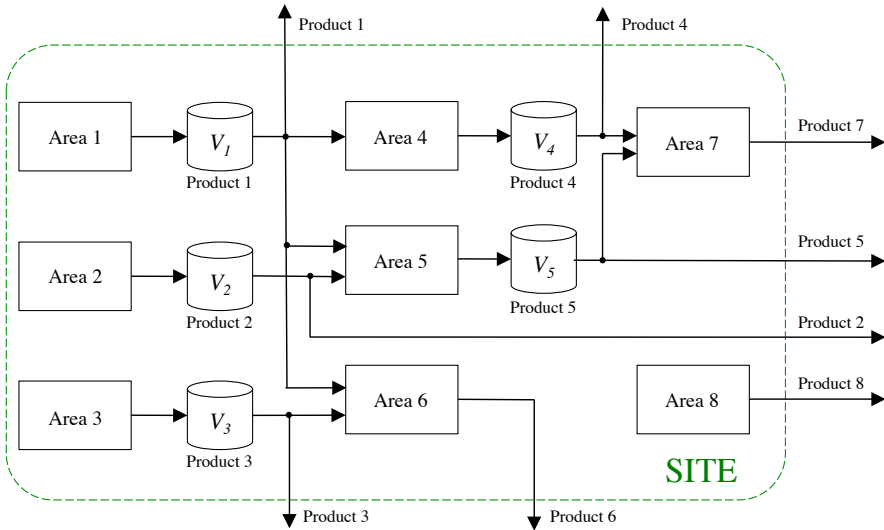 Product 1
Product 4
Area 1
V1
Product 1
Area 4
V4
Product 4
Area 7
Product 7
Area 2
V2
Product 2
Area 5
V5
Product 5
Product 5
Product 2
Area 3
V3
Product 3
Area 6
Area 8
Product 8
SITE
Product 3
Product 6